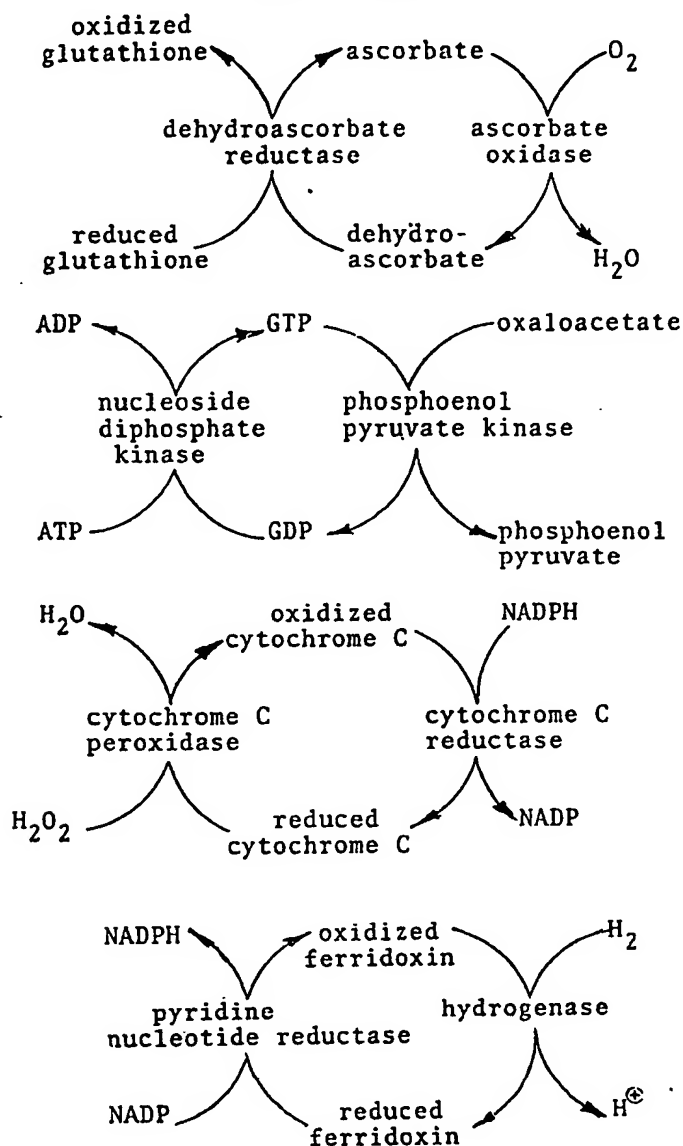 oxidized
glutathione
ascorbate
O2
dehydroascorbate
reductase
ascorbate
oxidase
reduced
glutathione
dehydro-
ascorbate
H2O
ADP
GTP
oxaloacetate
nucleoside
diphosphate
kinase
phosphoenol
pyruvate kinase
ATP
GDP
phosphoenol
pyruvate
H2O
oxidized
cytochrome C
NADPH
cytochrome C
peroxidase
cytochrome C
reductase
H2O2
reduced
cytochrome C
NADP
NADPH
oxidized
ferridoxin
H2
pyridine
nucleotide reductase
hydrogenase
NADP
reduced
ferridoxin
H⊕